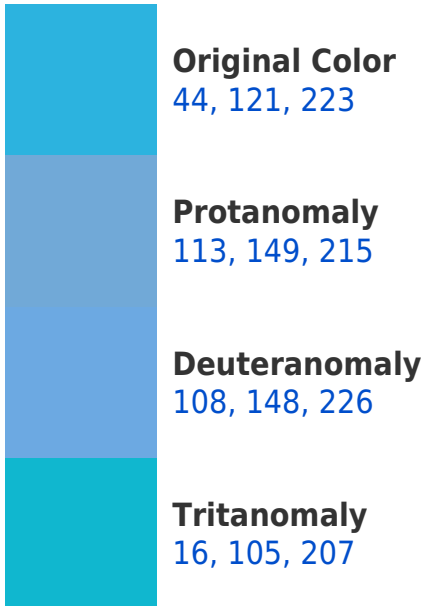 Original Color
44, 121, 223
Protanomaly
113, 149, 215
Deuteranomaly
108, 148, 226
Tritanomaly
16, 105, 207